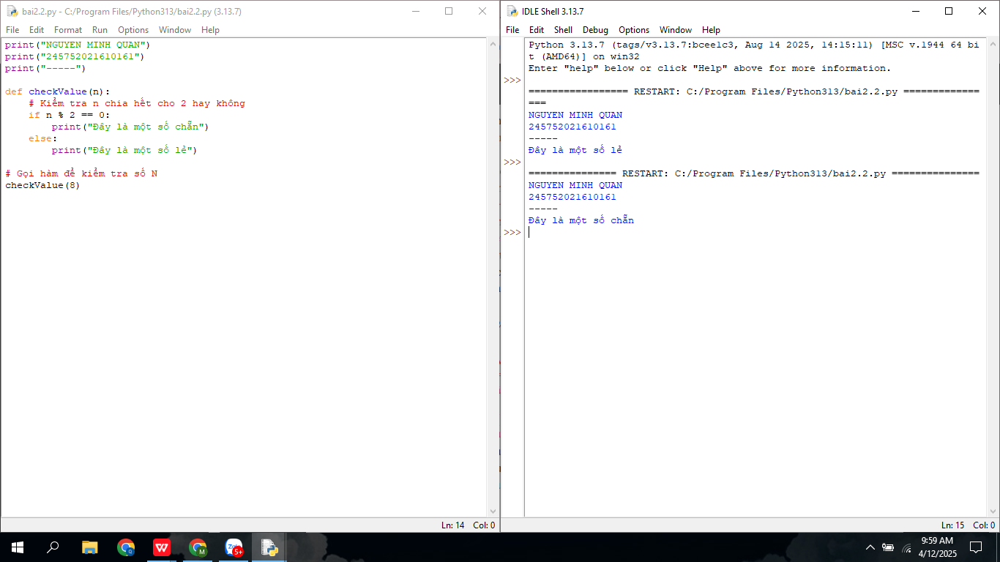 bai2.2.py - C:/Program Files/Python313/bai2.2.py (3.13.7)
File Edit Format Run Options Window Help
print("NGUYEN MINH QUAN")
print("245752021610161")
print("-----")
def checkValue(n):
    # Kiểm tra n chia hết cho 2 hay không
    if n % 2 == 0:
        print("Đây là một số chẵn")
    else:
        print("Đây là một số lẻ")
# Gọi hàm để kiểm tra số N
checkValue(8)
Ln: 14 Col: 0
IDLE Shell 3.13.7
File Edit Shell Debug Options Window Help
Python 3.13.7 (tags/v3.13.7:bcee1c3, Aug 14 2025, 14:15:11) [MSC v.1944 64 bi
t (AMD64)] on win32
Enter "help" below or click "Help" above for more information.
>>>
================= RESTART: C:/Program Files/Python313/bai2.2.py =============
===
NGUYEN MINH QUAN
245752021610161
-----
Đây là một số lẻ
>>>
=============== RESTART: C:/Program Files/Python313/bai2.2.py ===============
NGUYEN MINH QUAN
245752021610161
-----
Đây là một số chẵn
>>>
Ln: 15 Col: 0
W
M
Zalo
5+
9:59 AM
4/12/2025